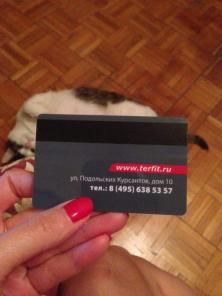 www.terfit.ru
ул. Подольских Курсантов, дом 10
тел.: 8 (495) 638 53 57